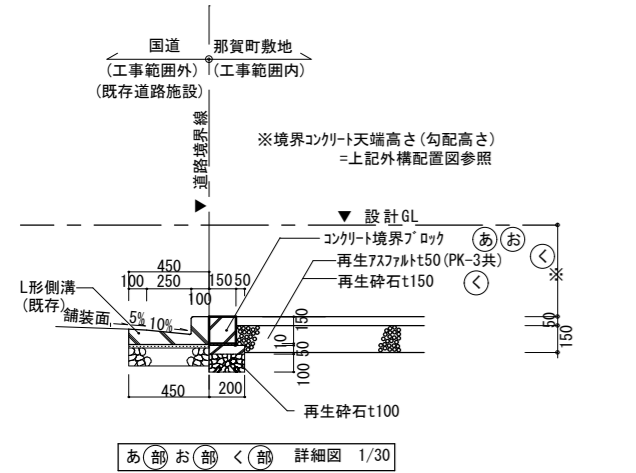 国道 那賀町敷地
(工事範囲外) (工事範囲内)
(既存道路施設)
道路境界線
※境界コンクリート天端高さ(勾配高さ)
=上記外構配置図参照
▼ 設計GL
コンクリート境界ブロック あ お
再生アスファルトt50(PK-3共) く
再生砕石t150 く
※
450
100 250 150 50
100
L形側溝
(既存)
舗装面
5% 10%
150
10
50
100
50
150
450 200
再生砕石t100
あ部 お部 く部 詳細図 1/30